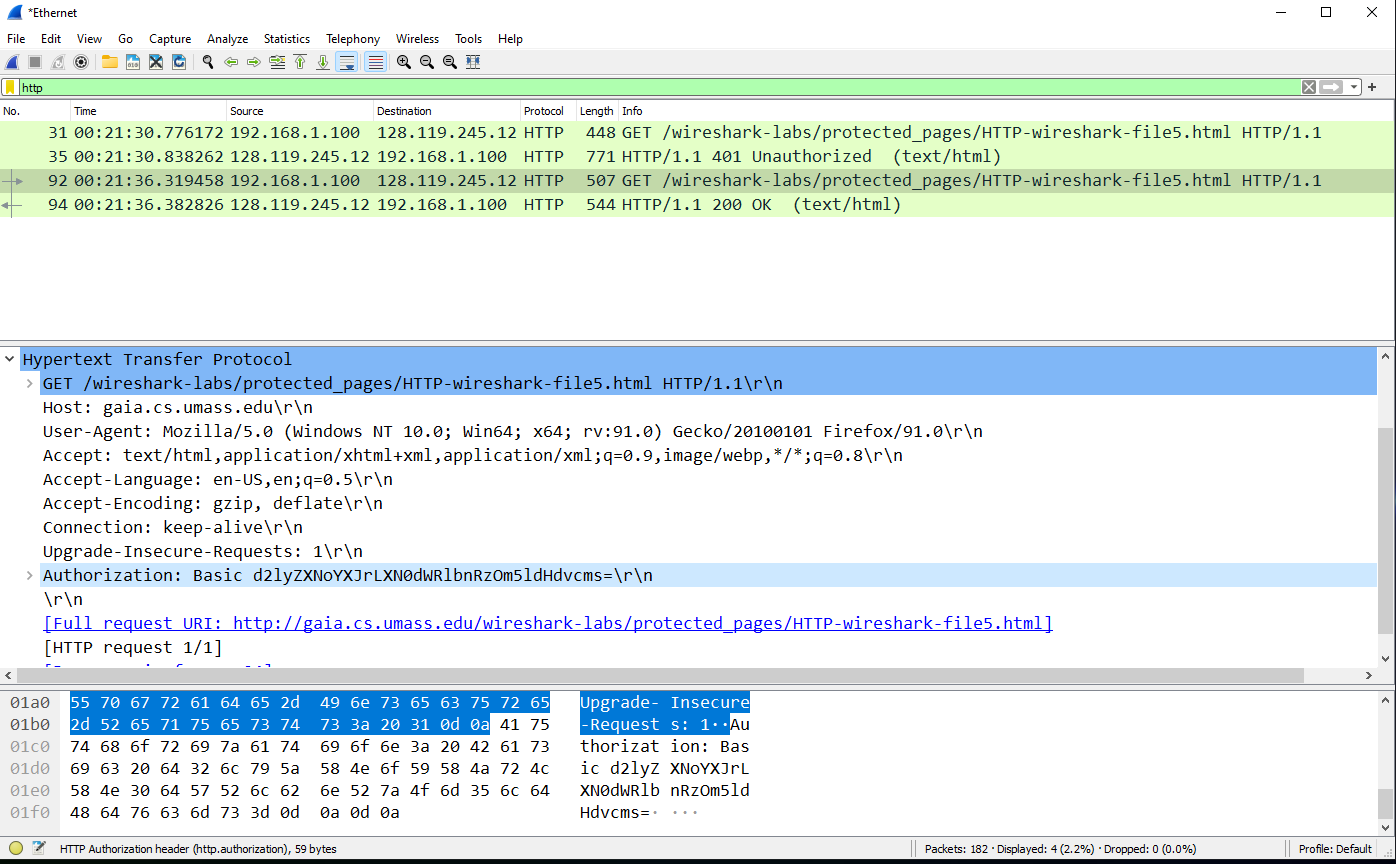 *Ethernet
File Edit View Go Capture Analyze Statistics Telephony Wireless Tools Help
http
No. Time Source Destination Protocol Length Info
31 00:21:30.776172 192.168.1.100 128.119.245.12 HTTP 448 GET /wireshark-labs/protected_pages/HTTP-wireshark-file5.html HTTP/1.1
35 00:21:30.838262 128.119.245.12 192.168.1.100 HTTP 771 HTTP/1.1 401 Unauthorized (text/html)
92 00:21:36.319458 192.168.1.100 128.119.245.12 HTTP 507 GET /wireshark-labs/protected_pages/HTTP-wireshark-file5.html HTTP/1.1
94 00:21:36.382826 128.119.245.12 192.168.1.100 HTTP 544 HTTP/1.1 200 OK (text/html)
Hypertext Transfer Protocol
GET /wireshark-labs/protected_pages/HTTP-wireshark-file5.html HTTP/1.1\r\n
Host: gaia.cs.umass.edu\r\n
User-Agent: Mozilla/5.0 (Windows NT 10.0; Win64; x64; rv:91.0) Gecko/20100101 Firefox/91.0\r\n
Accept: text/html,application/xhtml+xml,application/xml;q=0.9,image/webp,*/*;q=0.8\r\n
Accept-Language: en-US,en;q=0.5\r\n
Accept-Encoding: gzip, deflate\r\n
Connection: keep-alive\r\n
Upgrade-Insecure-Requests: 1\r\n
Authorization: Basic d2lyZXNoYXJrLXN0dWRlbnRzOm5ldHdvcms=\r\n
\r\n
[Full request URI: http://gaia.cs.umass.edu/wireshark-labs/protected_pages/HTTP-wireshark-file5.html]
[HTTP request 1/1]
01a0 55 70 67 72 61 64 65 2d 49 6e 73 65 63 75 72 65 Upgrade- Insecure
01b0 2d 52 65 71 75 65 73 74 73 3a 20 31 0d 0a 41 75 -Request s: 1··Au
01c0 74 68 6f 72 69 7a 61 74 69 6f 6e 3a 20 42 61 73 thorizat ion: Bas
01d0 69 63 20 64 32 6c 79 5a 58 4e 6f 59 58 4a 72 4c ic d2lyZ XNoYXJrL
01e0 58 4e 30 64 57 52 6c 62 6e 52 7a 4f 6d 35 6c 64 XN0dWRlb nRzOm5ld
01f0 48 64 76 63 6d 73 3d 0d 0a 0d 0a Hdvcms=· ···
HTTP Authorization header (http.authorization), 59 bytes Packets: 182 · Displayed: 4 (2.2%) · Dropped: 0 (0.0%) Profile: Default